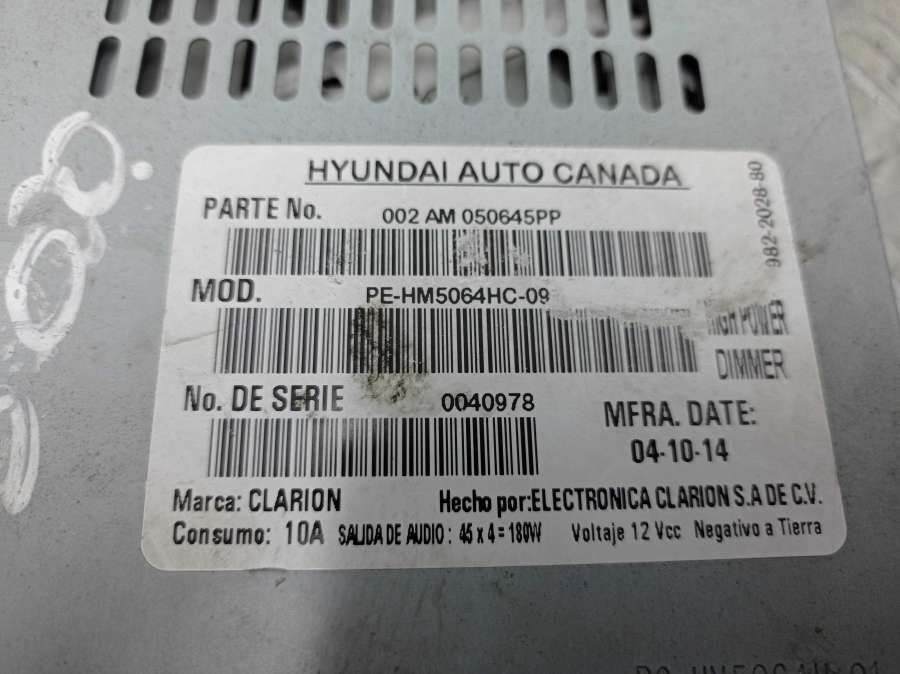 HYUNDAI AUTO CANADA
PARTE No. 002 AM 050645PP
982-2028-80
MOD. PE-HM5064HC-09
HIGH POWER
DIMMER
No. DE SERIE 0040978
MFRA. DATE:
04-10-14
Marca: CLARION Hecho por: ELECTRONICA CLARION S.A DE C.V.
Consumo: 10A SALIDA DE AUDIO : 45 x 4 = 180W Voltaje 12 Vcc Negativo a Tierra